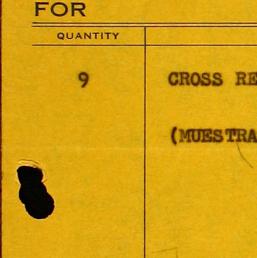 FOR
QUANTITY
9 CROSS RE
(MUESTRA